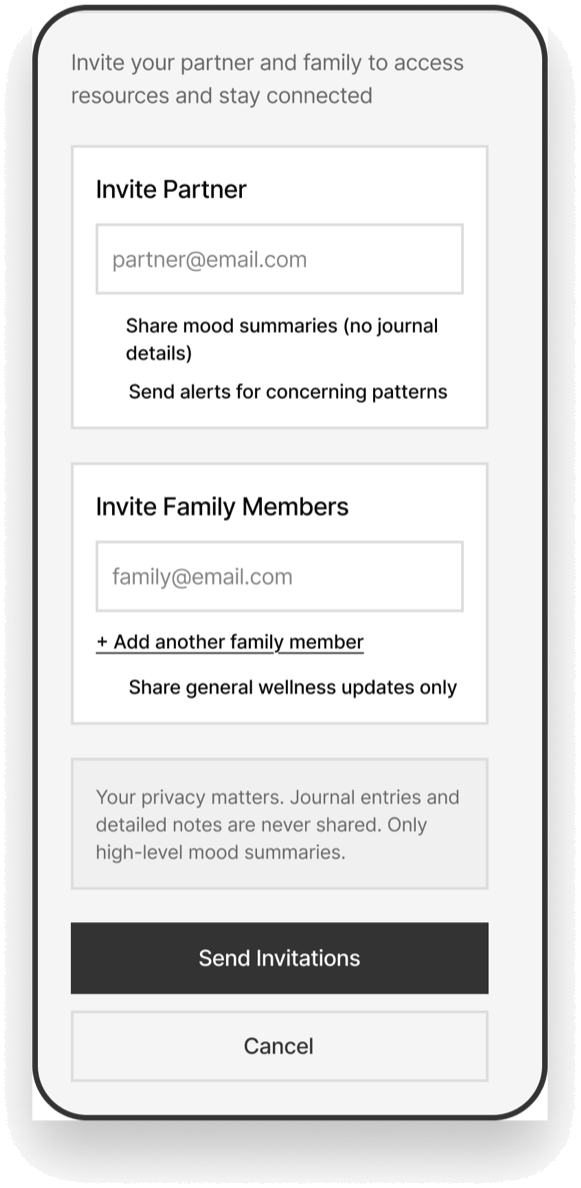 Invite your partner and family to access
resources and stay connected
Invite Partner
partner@email.com
Share mood summaries (no journal
details)
Send alerts for concerning patterns
Invite Family Members
family@email.com
+ Add another family member
Share general wellness updates only
Your privacy matters. Journal entries and
detailed notes are never shared. Only
high-level mood summaries.
Send Invitations
Cancel